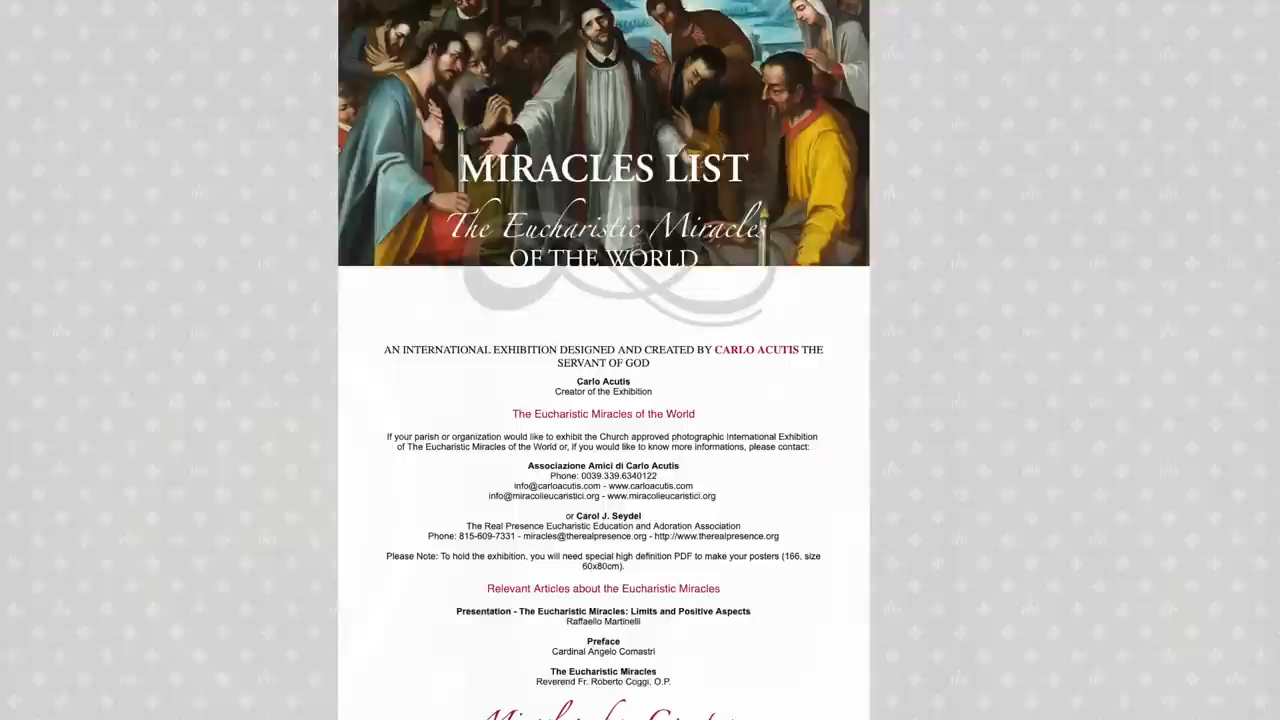 MIRACLES LIST
The Eucharistic Miracles
OF THE WORLD
AN INTERNATIONAL EXHIBITION DESIGNED AND CREATED BY CARLO ACUTIS THE
SERVANT OF GOD
Carlo Acutis
Creator of the Exhibition
The Eucharistic Miracles of the World
If your parish or organization would like to exhibit the Church approved photographic International Exhibition
of The Eucharistic Miracles of the World or, if you would like to know more informations, please contact:
Associazione Amici di Carlo Acutis
Phone: 0039.339.6340122
info@carloacutis.com - www.carloacutis.com
info@miracolieucaristici.org - www.miracolieucaristici.org
or Carol J. Seydel
The Real Presence Eucharistic Education and Adoration Association
Phone: 815-609-7331 - miracles@therealpresence.org - http://www.therealpresence.org
Please Note: To hold the exhibition, you will need special high definition PDF to make your posters (166, size
60x80cm).
Relevant Articles about the Eucharistic Miracles
Presentation - The Eucharistic Miracles: Limits and Positive Aspects
Raffaello Martinelli
Preface
Cardinal Angelo Comastri
The Eucharistic Miracles
Reverend Fr. Roberto Coggi, O.P.